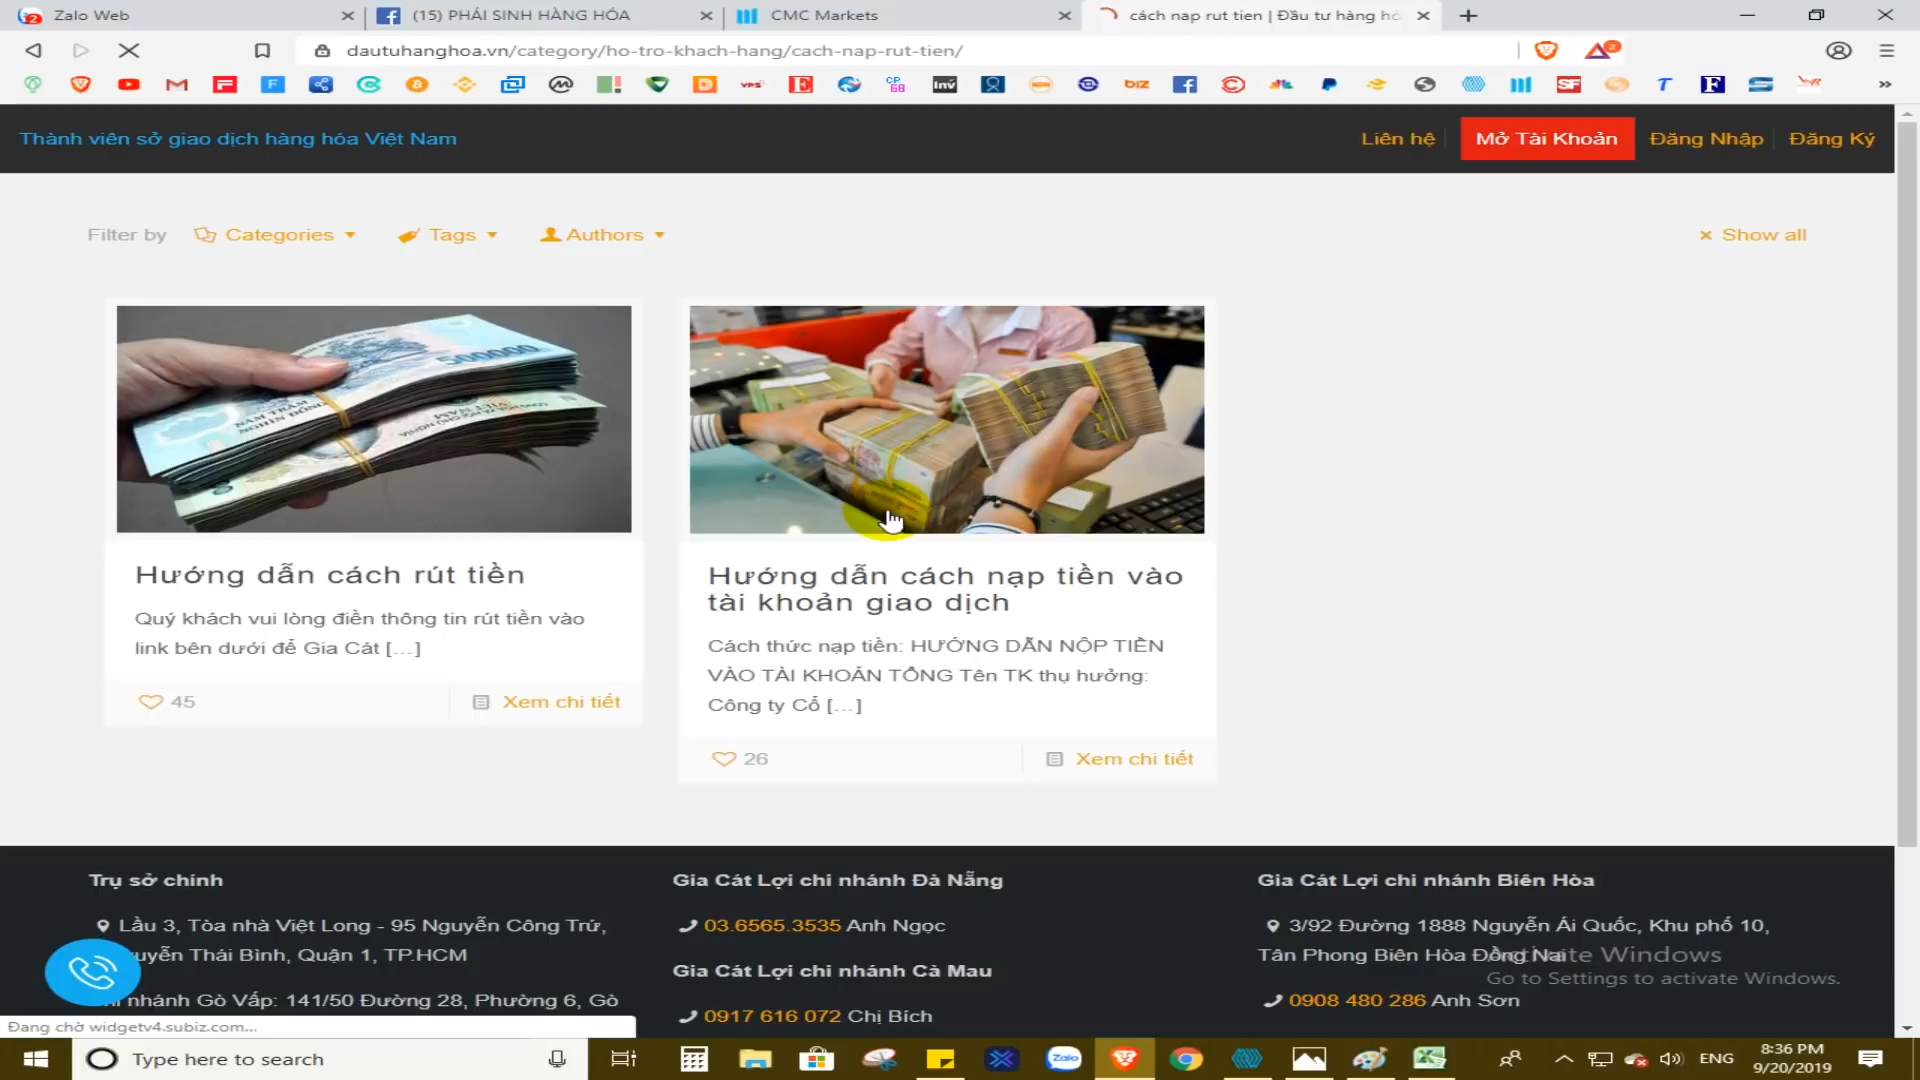 Zalo Web
(15) PHÁI SINH HÀNG HÓA
CMC Markets
cách nạp rut tien | Đầu tư hàng hó
dautuhanghoa.vn/category/ho-tro-khach-hang/cach-nap-rut-tien/
2
Thành viên sở giao dịch hàng hóa Việt Nam
Liên hệ
Mở Tài Khoản
Đăng Nhập
Đăng Ký
Filter by
Categories
Tags
Authors
× Show all
500000
Hướng dẫn cách rút tiền
Quý khách vui lòng điền thông tin rút tiền vào
link bên dưới để Gia Cát [...]
45
Xem chi tiết
Hướng dẫn cách nạp tiền vào
tài khoản giao dịch
Cách thức nạp tiền: HƯỚNG DẪN NỘP TIỀN
VÀO TÀI KHOẢN TỔNG Tên TK thụ hưởng:
Công ty Cổ [...]
26
Xem chi tiết
Trụ sở chính
Lầu 3, Tòa nhà Việt Long - 95 Nguyễn Công Trứ,
uyễn Thái Bình, Quận 1, TP.HCM
nhánh Gò Vấp: 141/50 Đường 28, Phường 6, Gò
Gia Cát Lợi chi nhánh Đà Nẵng
03.6565.3535 Anh Ngọc
Gia Cát Lợi chi nhánh Cà Mau
0917 616 072 Chị Bích
Gia Cát Lợi chi nhánh Biên Hòa
3/92 Đường 1888 Nguyễn Ái Quốc, Khu phố 10,
Tân Phong Biên Hòa Đồng Nai
0908 480 286 Anh Sơn
Activate Windows
Go to Settings to activate Windows.
Đang chờ widgetv4.subiz.com...
Type here to search
Zalo
ENG
8:36 PM
9/20/2019